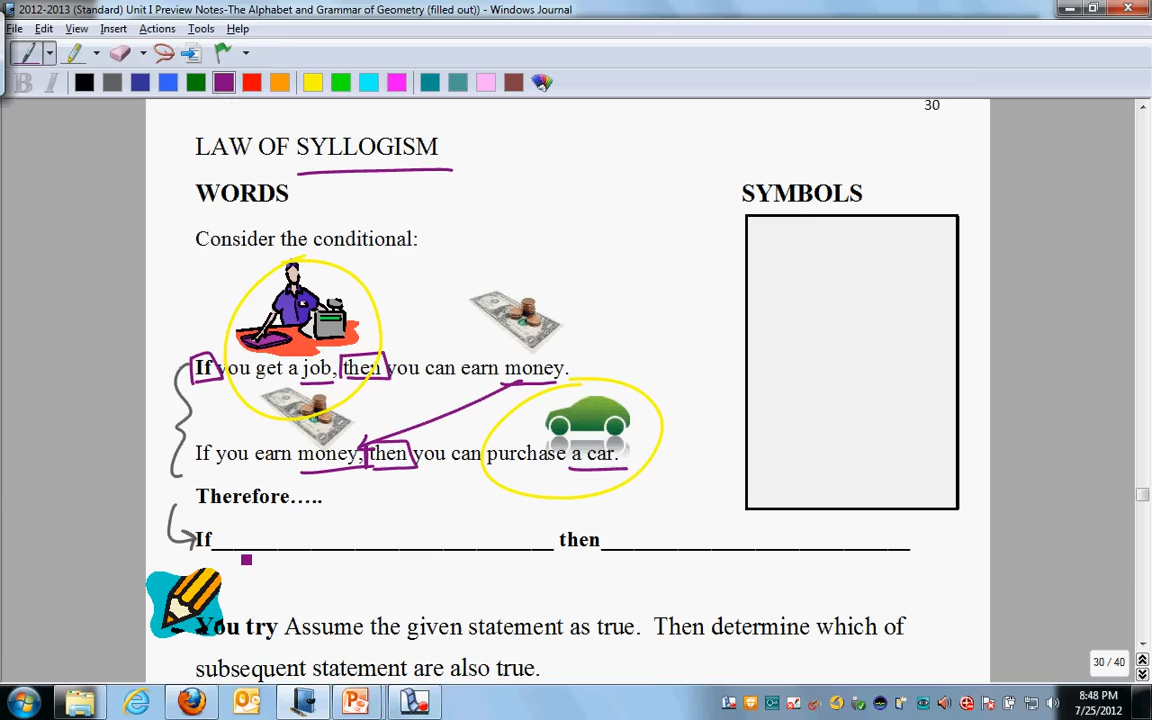 2012-2013 (Standard) Unit I Preview Notes-The Alphabet and Grammar of Geometry (filled out)) - Windows Journal
File Edit View Insert Actions Tools Help
B I
30
LAW OF SYLLOGISM
WORDS SYMBOLS
Consider the conditional:
If you get a job, then you can earn money.
If you earn money, then you can purchase a car.
Therefore…..
If_______________________________ then____________________________
You try Assume the given statement as true. Then determine which of
subsequent statement are also true.
30 / 40
8:48 PM
7/25/2012